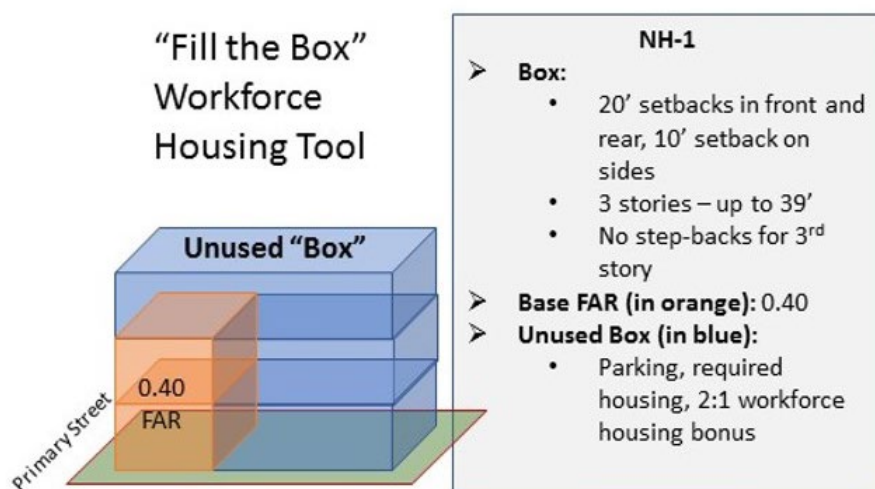 “Fill the Box”
Workforce
Housing Tool
Unused “Box”
0.40
FAR
Primary Street
NH-1
➢ Box:
• 20’ setbacks in front and
rear, 10’ setback on
sides
• 3 stories – up to 39’
• No step-backs for 3rd
story
➢ Base FAR (in orange): 0.40
➢ Unused Box (in blue):
• Parking, required
housing, 2:1 workforce
housing bonus